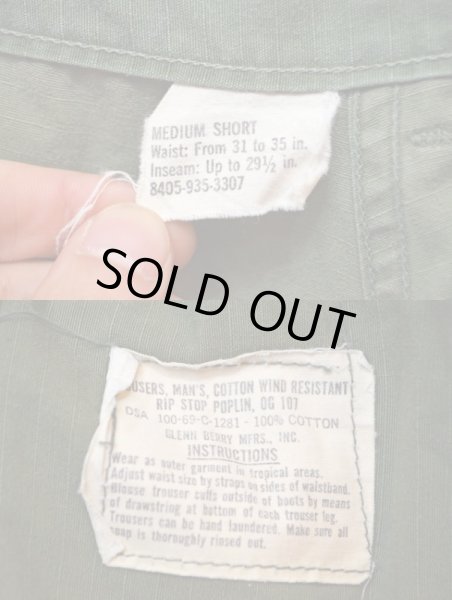 MEDIUM SHORT
Waist: From 31 to 35 in.
Inseam: Up to 29½ in.
8405-935-3307
SOLD OUT
OUSERS, MAN'S, COTTON WIND RESISTANT
RIP STOP POPLIN, OG 107
DSA 100-69-C-1281 - 100% COTTON
GLENN BERRY MFRS., INC.
INSTRUCTIONS
Wear as outer garment in tropical areas.
Adjust waist size by straps on sides of waistband.
Blouse trouser cuffs outside of boots by means
of drawstring at bottom of each trouser leg.
Trousers can be hand laundered. Make sure all
soap is thoroughly rinsed out.